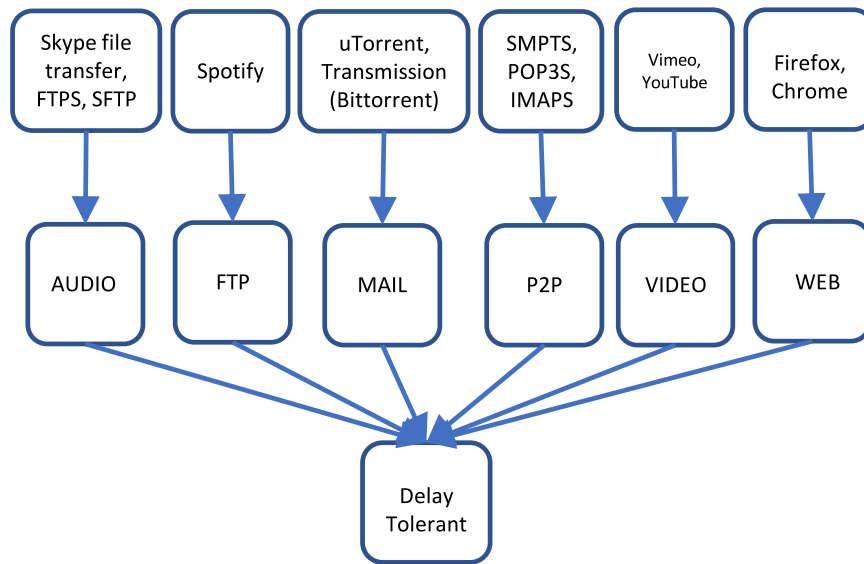 Skype file
transfer,
FTPS, SFTP
Spotify
uTorrent,
Transmission
(Bittorrent)
SMPTS,
POP3S,
IMAPS
Vimeo,
YouTube
Firefox,
Chrome
AUDIO
FTP
MAIL
P2P
VIDEO
WEB
Delay
Tolerant